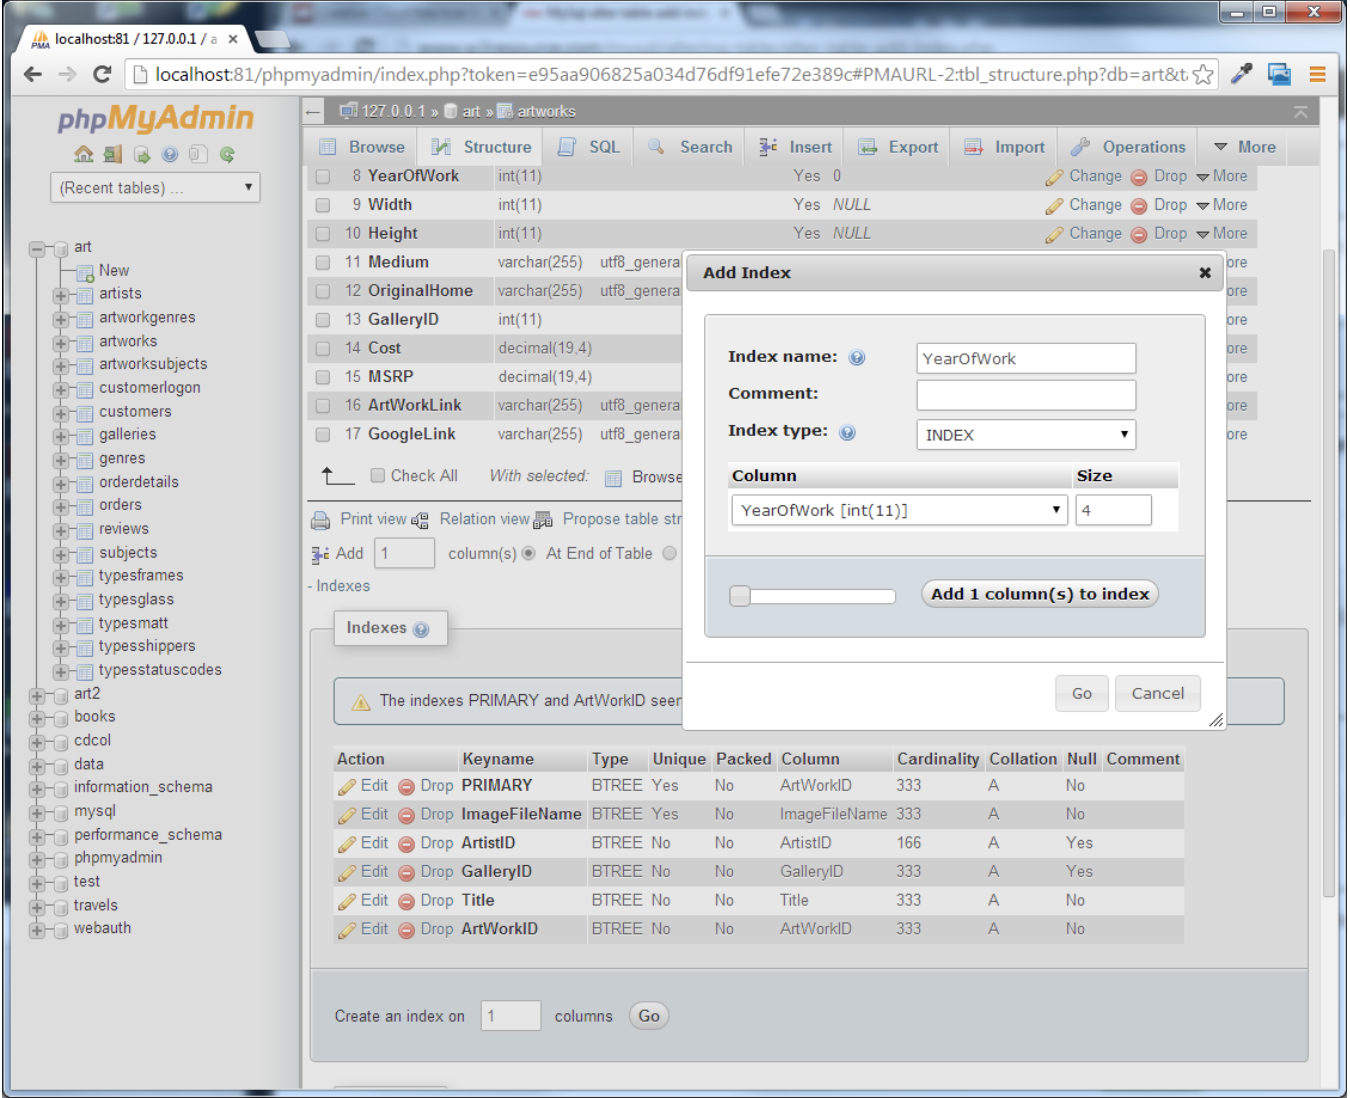 localhost:81 / 127.0.0.1 / a
localhost:81/phpmyadmin/index.php?token=e95aa906825a034d76df91efe72e389c#PMAURL-2:tbl_structure.php?db=art&t
phpMyAdmin
(Recent tables) ...
art
New
artists
artworkgenres
artworks
artworksubjects
customerlogon
customers
galleries
genres
orderdetails
orders
reviews
subjects
typesframes
typesglass
typesmatt
typesshippers
typesstatuscodes
art2
books
cdcol
data
information_schema
mysql
performance_schema
phpmyadmin
test
travels
webauth
127.0.0.1 » art » artworks
Browse Structure SQL Search Insert Export Import Operations More
8 YearOfWork int(11) Yes 0 Change Drop More
9 Width int(11) Yes NULL Change Drop More
10 Height int(11) Yes NULL Change Drop More
11 Medium varchar(255) utf8_genera ore
12 OriginalHome varchar(255) utf8_genera ore
13 GalleryID int(11) ore
14 Cost decimal(19,4) ore
15 MSRP decimal(19,4) ore
16 ArtWorkLink varchar(255) utf8_genera ore
17 GoogleLink varchar(255) utf8_genera ore
Check All With selected: Browse
Print view Relation view Propose table str
Add 1 column(s) At End of Table
- Indexes
Indexes
The indexes PRIMARY and ArtWorkID seer
Action Keyname Type Unique Packed Column Cardinality Collation Null Comment
Edit Drop PRIMARY BTREE Yes No ArtWorkID 333 A No
Edit Drop ImageFileName BTREE Yes No ImageFileName 333 A No
Edit Drop ArtistID BTREE No No ArtistID 166 A Yes
Edit Drop GalleryID BTREE No No GalleryID 333 A Yes
Edit Drop Title BTREE No No Title 333 A No
Edit Drop ArtWorkID BTREE No No ArtWorkID 333 A No
Create an index on 1 columns Go
Add Index
Index name: YearOfWork
Comment:
Index type: INDEX
Column Size
YearOfWork [int(11)] 4
Add 1 column(s) to index
Go Cancel